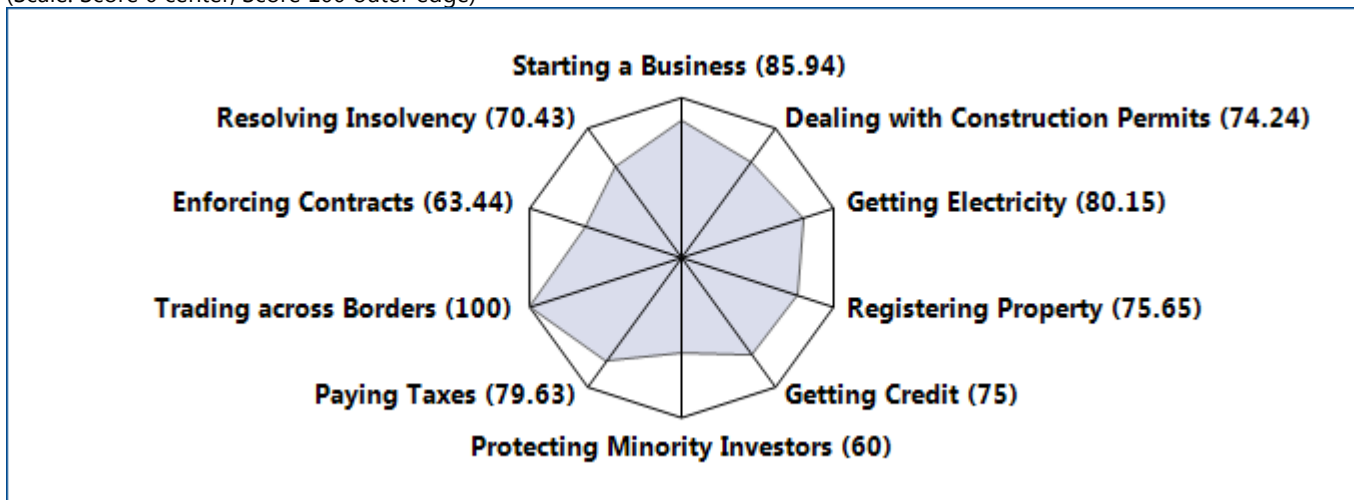 (Scale: Score 0 center, Score 100 outer edge)
Starting a Business (85.94)
Resolving Insolvency (70.43)
Dealing with Construction Permits (74.24)
Enforcing Contracts (63.44)
Getting Electricity (80.15)
Trading across Borders (100)
Registering Property (75.65)
Paying Taxes (79.63)
Getting Credit (75)
Protecting Minority Investors (60)